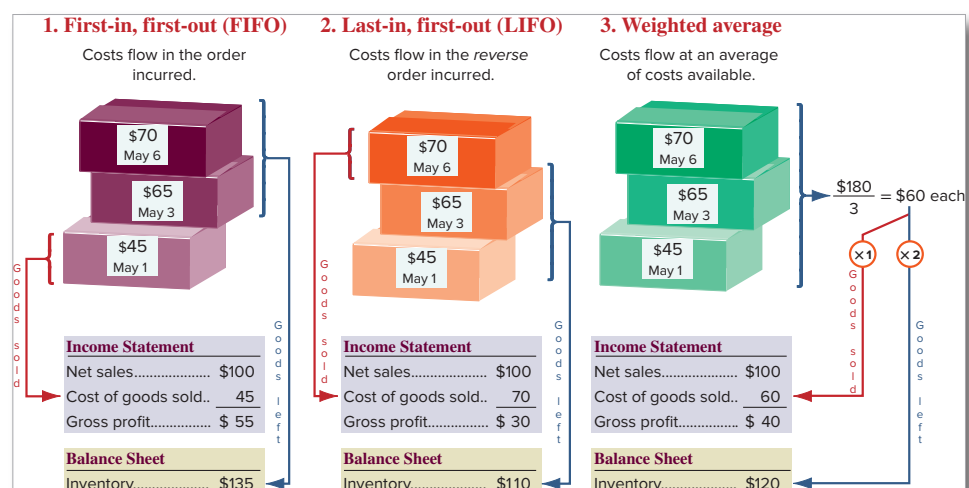 1. First-in, first-out (FIFO)
Costs flow in the order
incurred.
$70
May 6
$65
May 3
$45
May 1
Goods sold
Goods left
Income Statement
Net sales................. $100
Cost of goods sold.. 45
Gross profit.............. $ 55
Balance Sheet
Inventory.................. $135
2. Last-in, first-out (LIFO)
Costs flow in the reverse
order incurred.
$70
May 6
$65
May 3
$45
May 1
Goods sold
Goods left
Income Statement
Net sales................. $100
Cost of goods sold.. 70
Gross profit.............. $ 30
Balance Sheet
Inventory.................. $110
3. Weighted average
Costs flow at an average
of costs available.
$70
May 6
$65
May 3
$45
May 1
$180
3
= $60 each
×1
×2
Goods sold
Goods left
Income Statement
Net sales................. $100
Cost of goods sold.. 60
Gross profit.............. $ 40
Balance Sheet
Inventory.................. $120